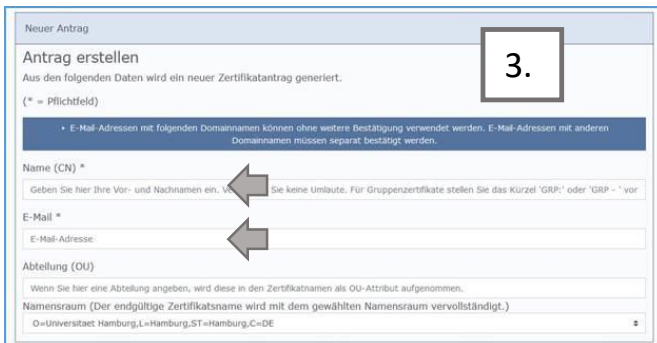 Neuer Antrag
Antrag erstellen
3.
Aus den folgenden Daten wird ein neuer Zertifikatantrag generiert.
(* = Pflichtfeld)
• E-Mail-Adressen mit folgenden Domainnamen können ohne weitere Bestätigung verwendet werden. E-Mail-Adressen mit anderen
Domainnamen müssen separat bestätigt werden.
Name (CN) *
Geben Sie hier Ihre Vor- und Nachnamen ein. Sie keine Umlaute. Für Gruppenzertifikate stellen Sie das Kürzel 'GRP:' oder 'GRP - ' vor
E-Mail *
E-Mail-Adresse
Abteilung (OU)
Wenn Sie hier eine Abteilung angeben, wird diese in den Zertifikatnamen als OU-Attribut aufgenommen.
Namensraum (Der endgültige Zertifikatsname wird mit dem gewählten Namensraum vervollständigt.)
O=Universitaet Hamburg,L=Hamburg,ST=Hamburg,C=DE